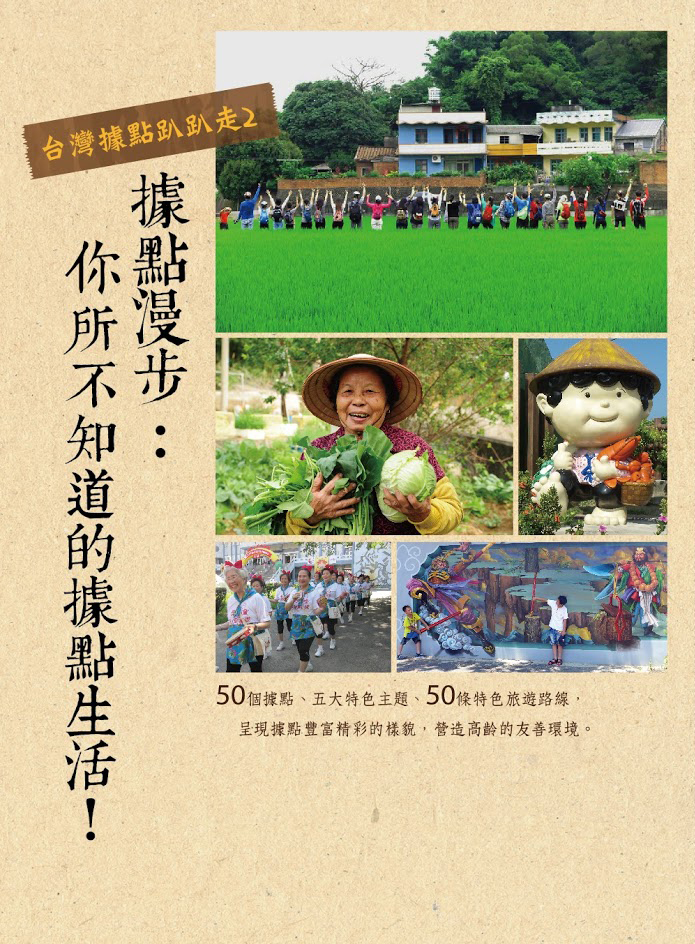 台灣據點趴趴走2
據點漫步：
你所不知道的據點生活！
50個據點、五大特色主題、50條特色旅遊路線，
呈現據點豐富精彩的樣貌，營造高齡的友善環境。